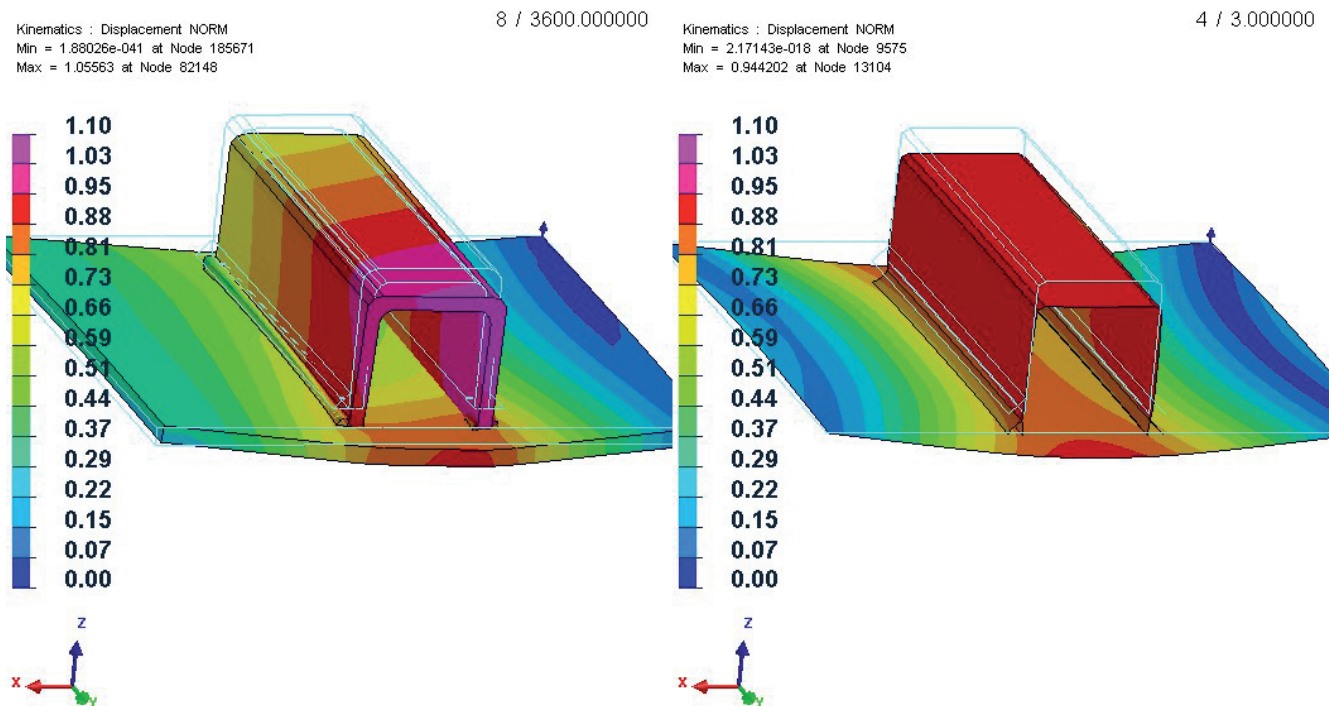 8 / 3600.000000
Kinematics : Displacement NORM
Min = 1.88026e-041 at Node 185671
Max = 1.05563 at Node 82148
1.10
1.03
0.95
0.88
0.81
0.73
0.66
0.59
0.51
0.44
0.37
0.29
0.22
0.15
0.07
0.00
Z
X
Y
4 / 3.000000
Kinematics : Displacement NORM
Min = 2.17143e-018 at Node 9575
Max = 0.944202 at Node 13104
1.10
1.03
0.95
0.88
0.81
0.73
0.66
0.59
0.51
0.44
0.37
0.29
0.22
0.15
0.07
0.00
Z
X
Y